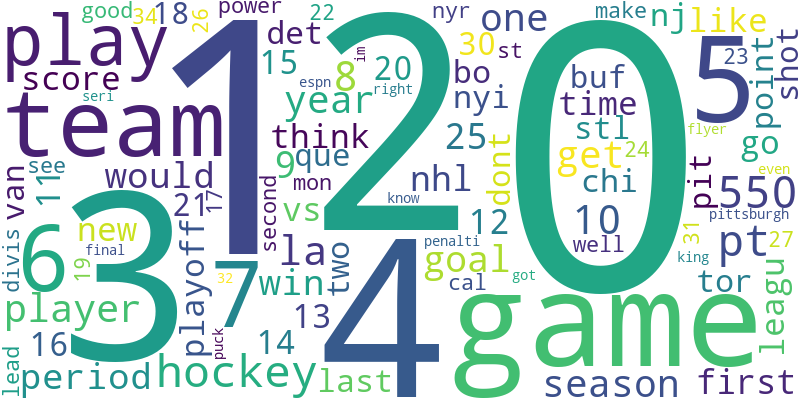 good
34
18
26
power
22
nyr
make
nj
like
play
1
2
0
det
im
8
20
30
one
st
5
23
point
shot
score
seri
15
espn
right
bo
buf
team
year
nyi
time
flyer
think
dont
stl
get
24
go
see
11
would
9
que
25
nhl
chi
pit
even
van
21
17
second
mon
know
vs
12
10
550
pittsburgh
3
6
new
final
playoff
la
two
4
penalti
goal
well
31
pt
27
king
divis
19
7
32
win
cal
got
tor
leagu
player
13
game
16
puck
14
lead
period
hockey
last
season
first